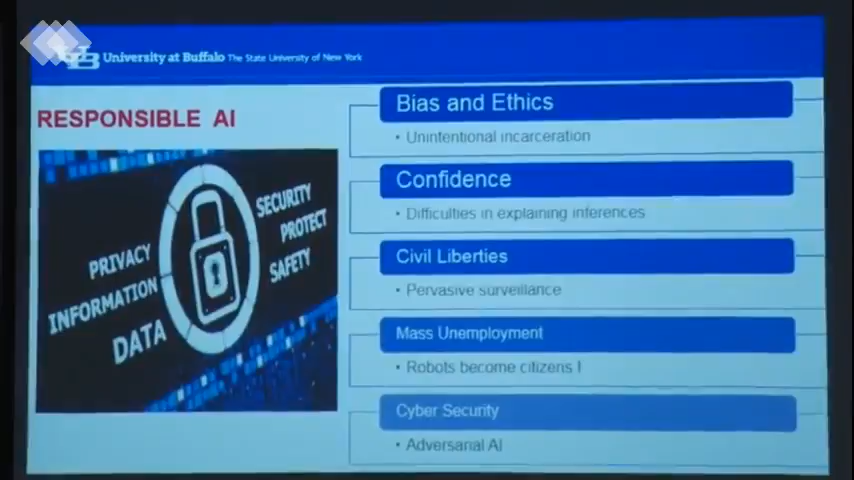 UB University at Buffalo The State University of New York
RESPONSIBLE AI
PRIVACY
INFORMATION
DATA
SECURITY
PROTECT
SAFETY
Bias and Ethics
• Unintentional incarceration
Confidence
• Difficulties in explaining inferences
Civil Liberties
• Pervasive surveillance
Mass Unemployment
• Robots become citizens !
Cyber Security
• Adversarial AI